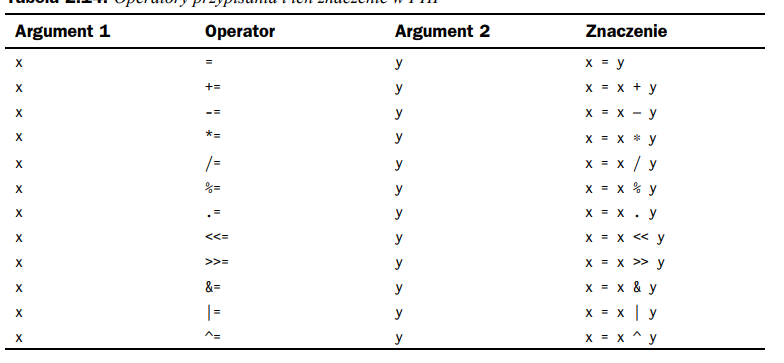 Tabela 2.14. Operatory przypisania i ich znaczenie w PHP
Argument 1 Operator Argument 2 Znaczenie
x = y x = y
x += y x = x + y
x -= y x = x – y
x *= y x = x * y
x /= y x = x / y
x %= y x = x % y
x .= y x = x . y
x <<= y x = x << y
x >>= y x = x >> y
x &= y x = x & y
x |= y x = x | y
x ^= y x = x ^ y